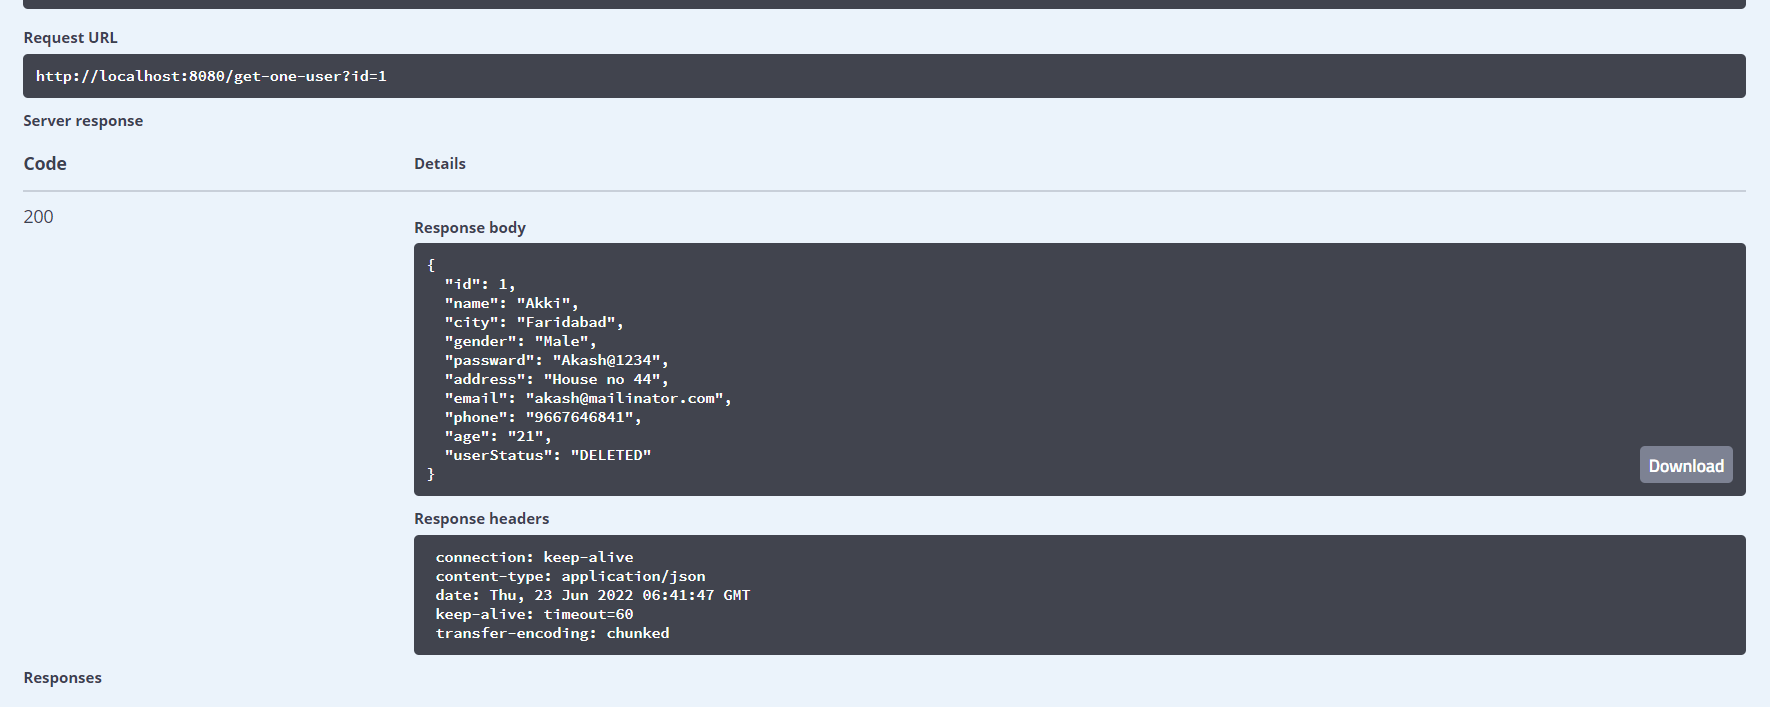 Request URL
http://localhost:8080/get-one-user?id=1
Server response
Code Details
200
Response body
{
  "id": 1,
  "name": "Akki",
  "city": "Faridabad",
  "gender": "Male",
  "passward": "Akash@1234",
  "address": "House no 44",
  "email": "akash@mailinator.com",
  "phone": "9667646841",
  "age": "21",
  "userStatus": "DELETED"
}
Download
Response headers
connection: keep-alive
content-type: application/json
date: Thu, 23 Jun 2022 06:41:47 GMT
keep-alive: timeout=60
transfer-encoding: chunked
Responses